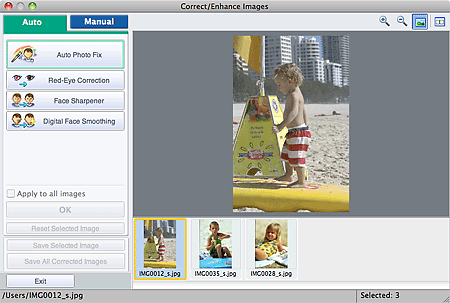 Correct/Enhance Images
Auto
Manual
Auto Photo Fix
Red-Eye Correction
Face Sharpener
Digital Face Smoothing
Apply to all images
OK
Reset Selected Image
Save Selected Image
Save All Corrected Images
Exit
IMG0012_s.jpg
IMG0035_s.jpg
IMG0028_s.jpg
/Users/IMG0012_s.jpg
Selected: 3